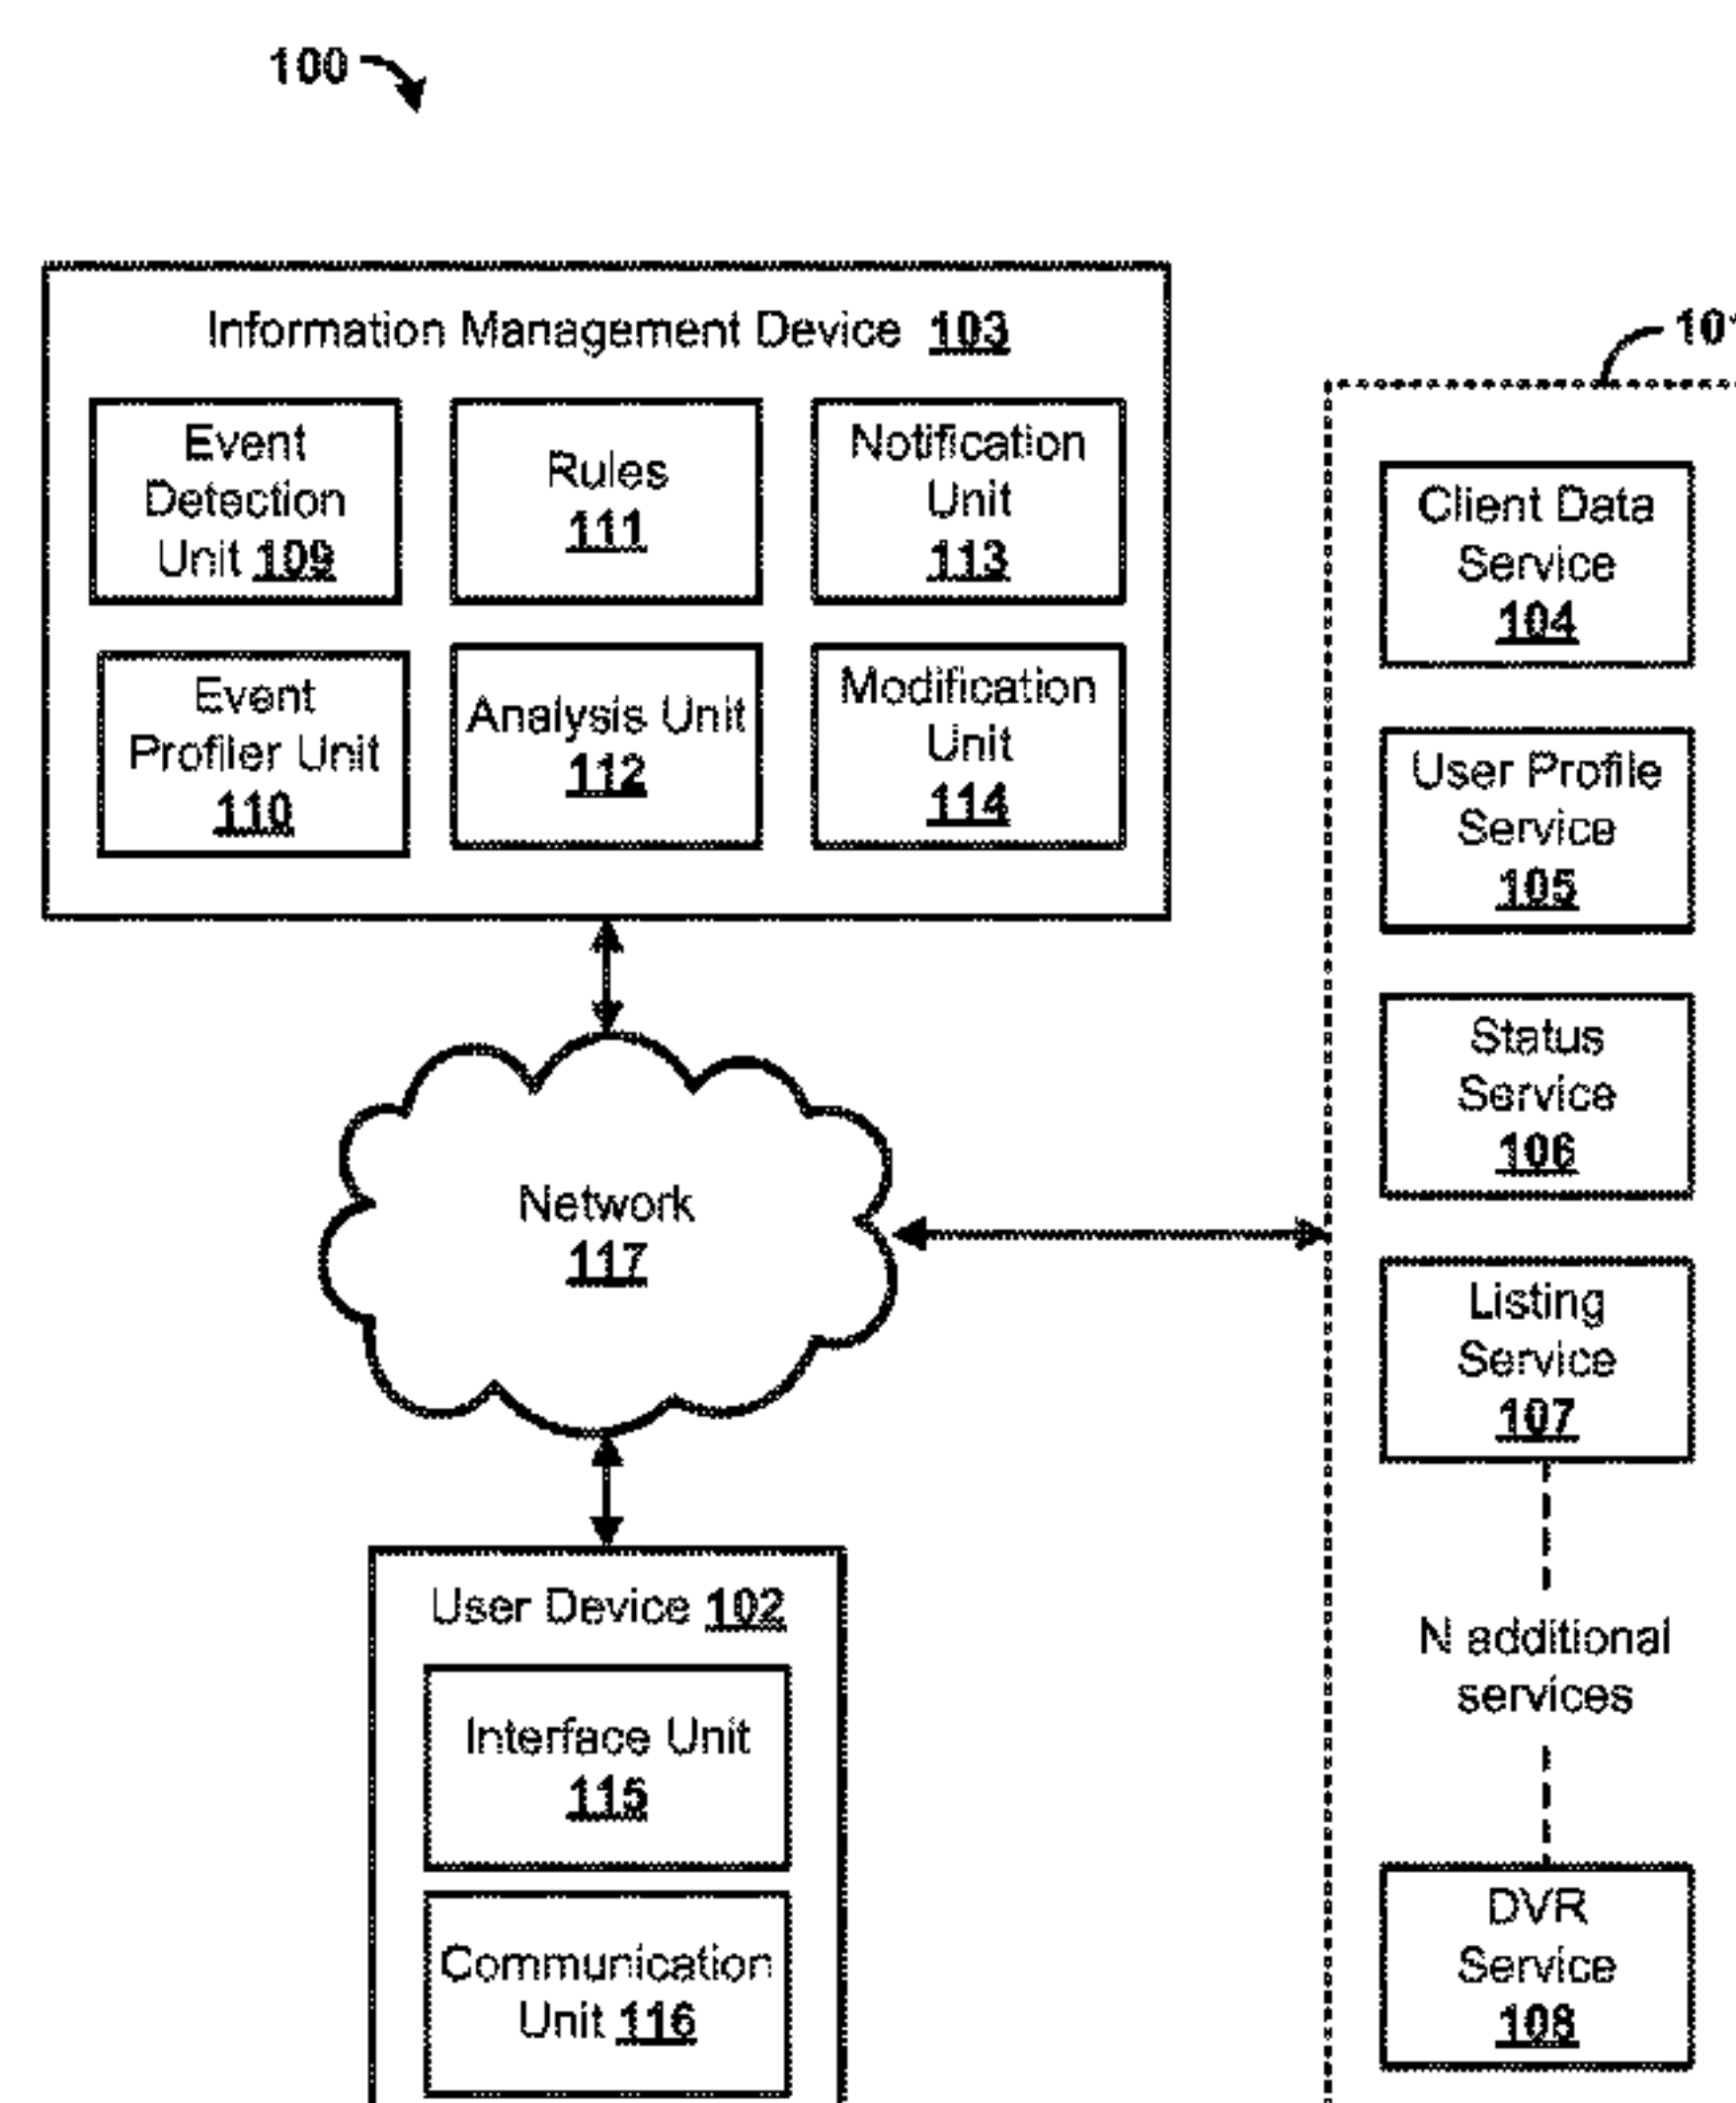 100
Information Management Device 103
Event
Detection
Unit 109
Rules
111
Notification
Unit
113
Event
Profiler Unit
110
Analysis Unit
112
Modification
Unit
114
Network
117
User Device 102
Interface Unit
115
Communication
Unit 116
Client Data
Service
104
User Profile
Service
105
Status
Service
106
Listing
Service
107
N additional
services
DVR
Service
108